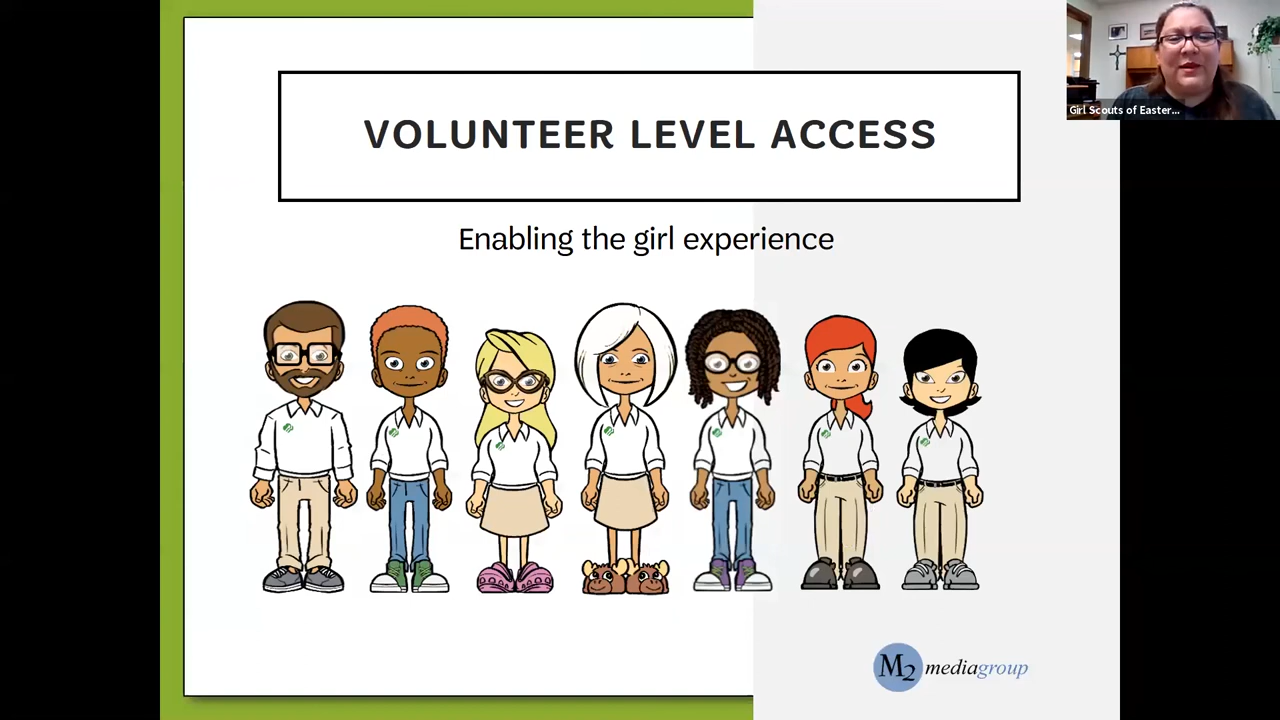 VOLUNTEER LEVEL ACCESS
Girl Scouts of Easter...
Enabling the girl experience
M2 mediagroup